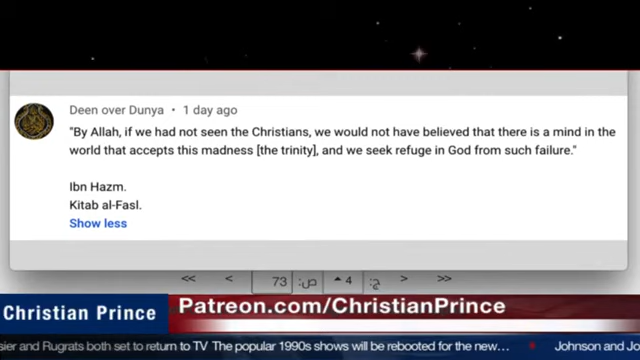 Deen over Dunya • 1 day ago
"By Allah, if we had not seen the Christians, we would not have believed that there is a mind in the
world that accepts this madness [the trinity], and we seek refuge in God from such failure."
Ibn Hazm.
Kitab al-Fasl.
Show less
<< < 73 ص: 4 ج: > >>
Patreon.com/ChristianPrince
Christian Prince
sier and Rugrats both set to return to TV The popular 1990s shows will be rebooted for the new… Johnson and Jo